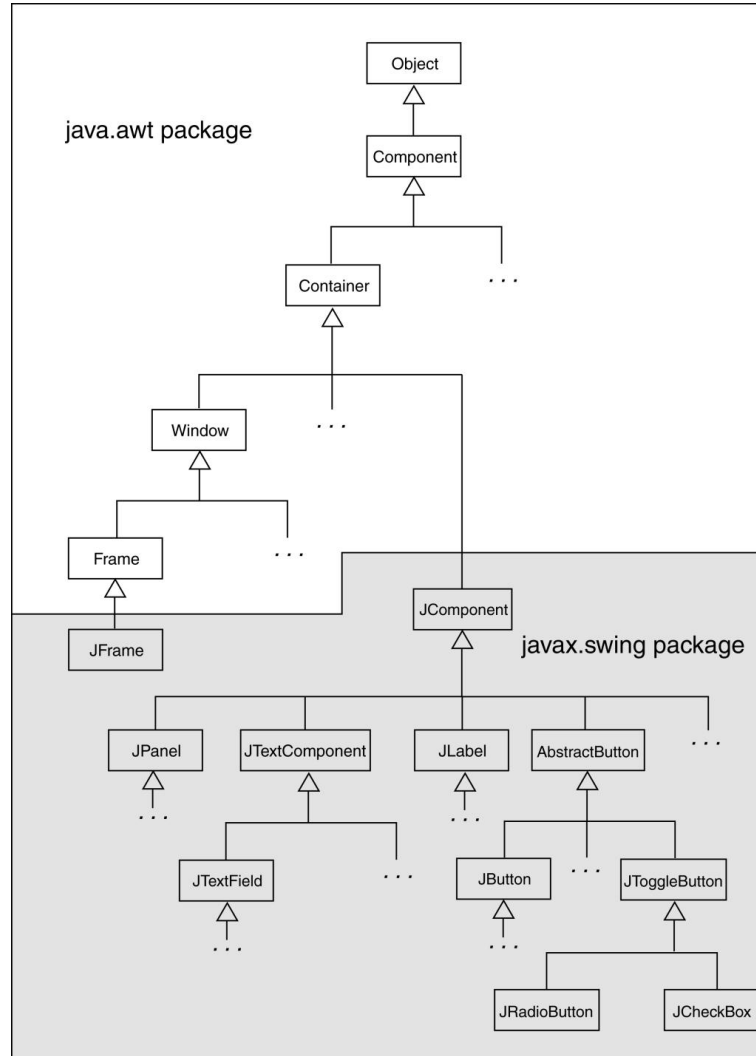 Object
java.awt package
Component
Container
. . .
Window
. . .
Frame
. . .
JComponent
JFrame
javax.swing package
JPanel
JTextComponent
JLabel
AbstractButton
. . .
. . .
. . .
JTextField
. . .
JButton
. . .
JToggleButton
. . .
. . .
JRadioButton
JCheckBox